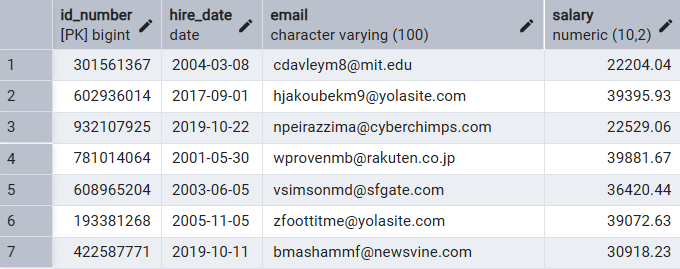 id_number hire_date email salary
[PK] bigint date character varying (100) numeric (10,2)
1 301561367 2004-03-08 cdavleym8@mit.edu 22204.04
2 602936014 2017-09-01 hjakoubekm9@yolasite.com 39395.93
3 932107925 2019-10-22 npeirazzima@cyberchimps.com 22529.06
4 781014064 2001-05-30 wprovenmb@rakuten.co.jp 39881.67
5 608965204 2003-06-05 vsimsonmd@sfgate.com 36420.44
6 193381268 2005-11-05 zfoottitme@yolasite.com 39072.63
7 422587771 2019-10-11 bmashammf@newsvine.com 30918.23